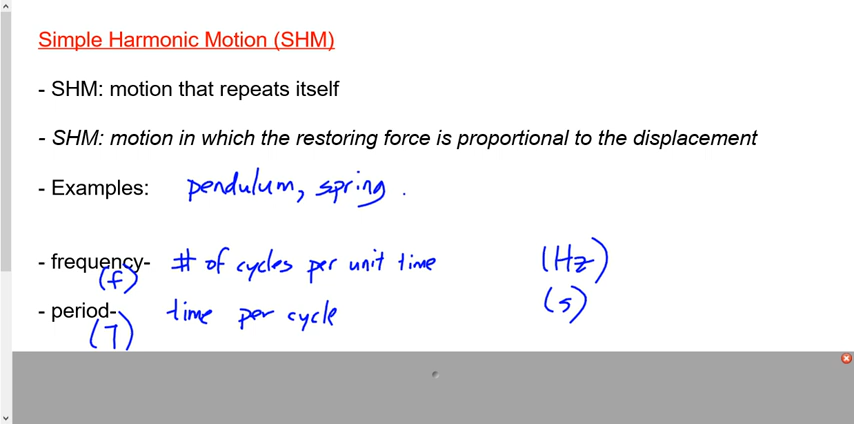 Simple Harmonic Motion (SHM)
- SHM: motion that repeats itself
- SHM: motion in which the restoring force is proportional to the displacement
- Examples: pendulum, spring.
- frequency- # of cycles per unit time (Hz)
(f)
- period- time per cycle (s)
(T)